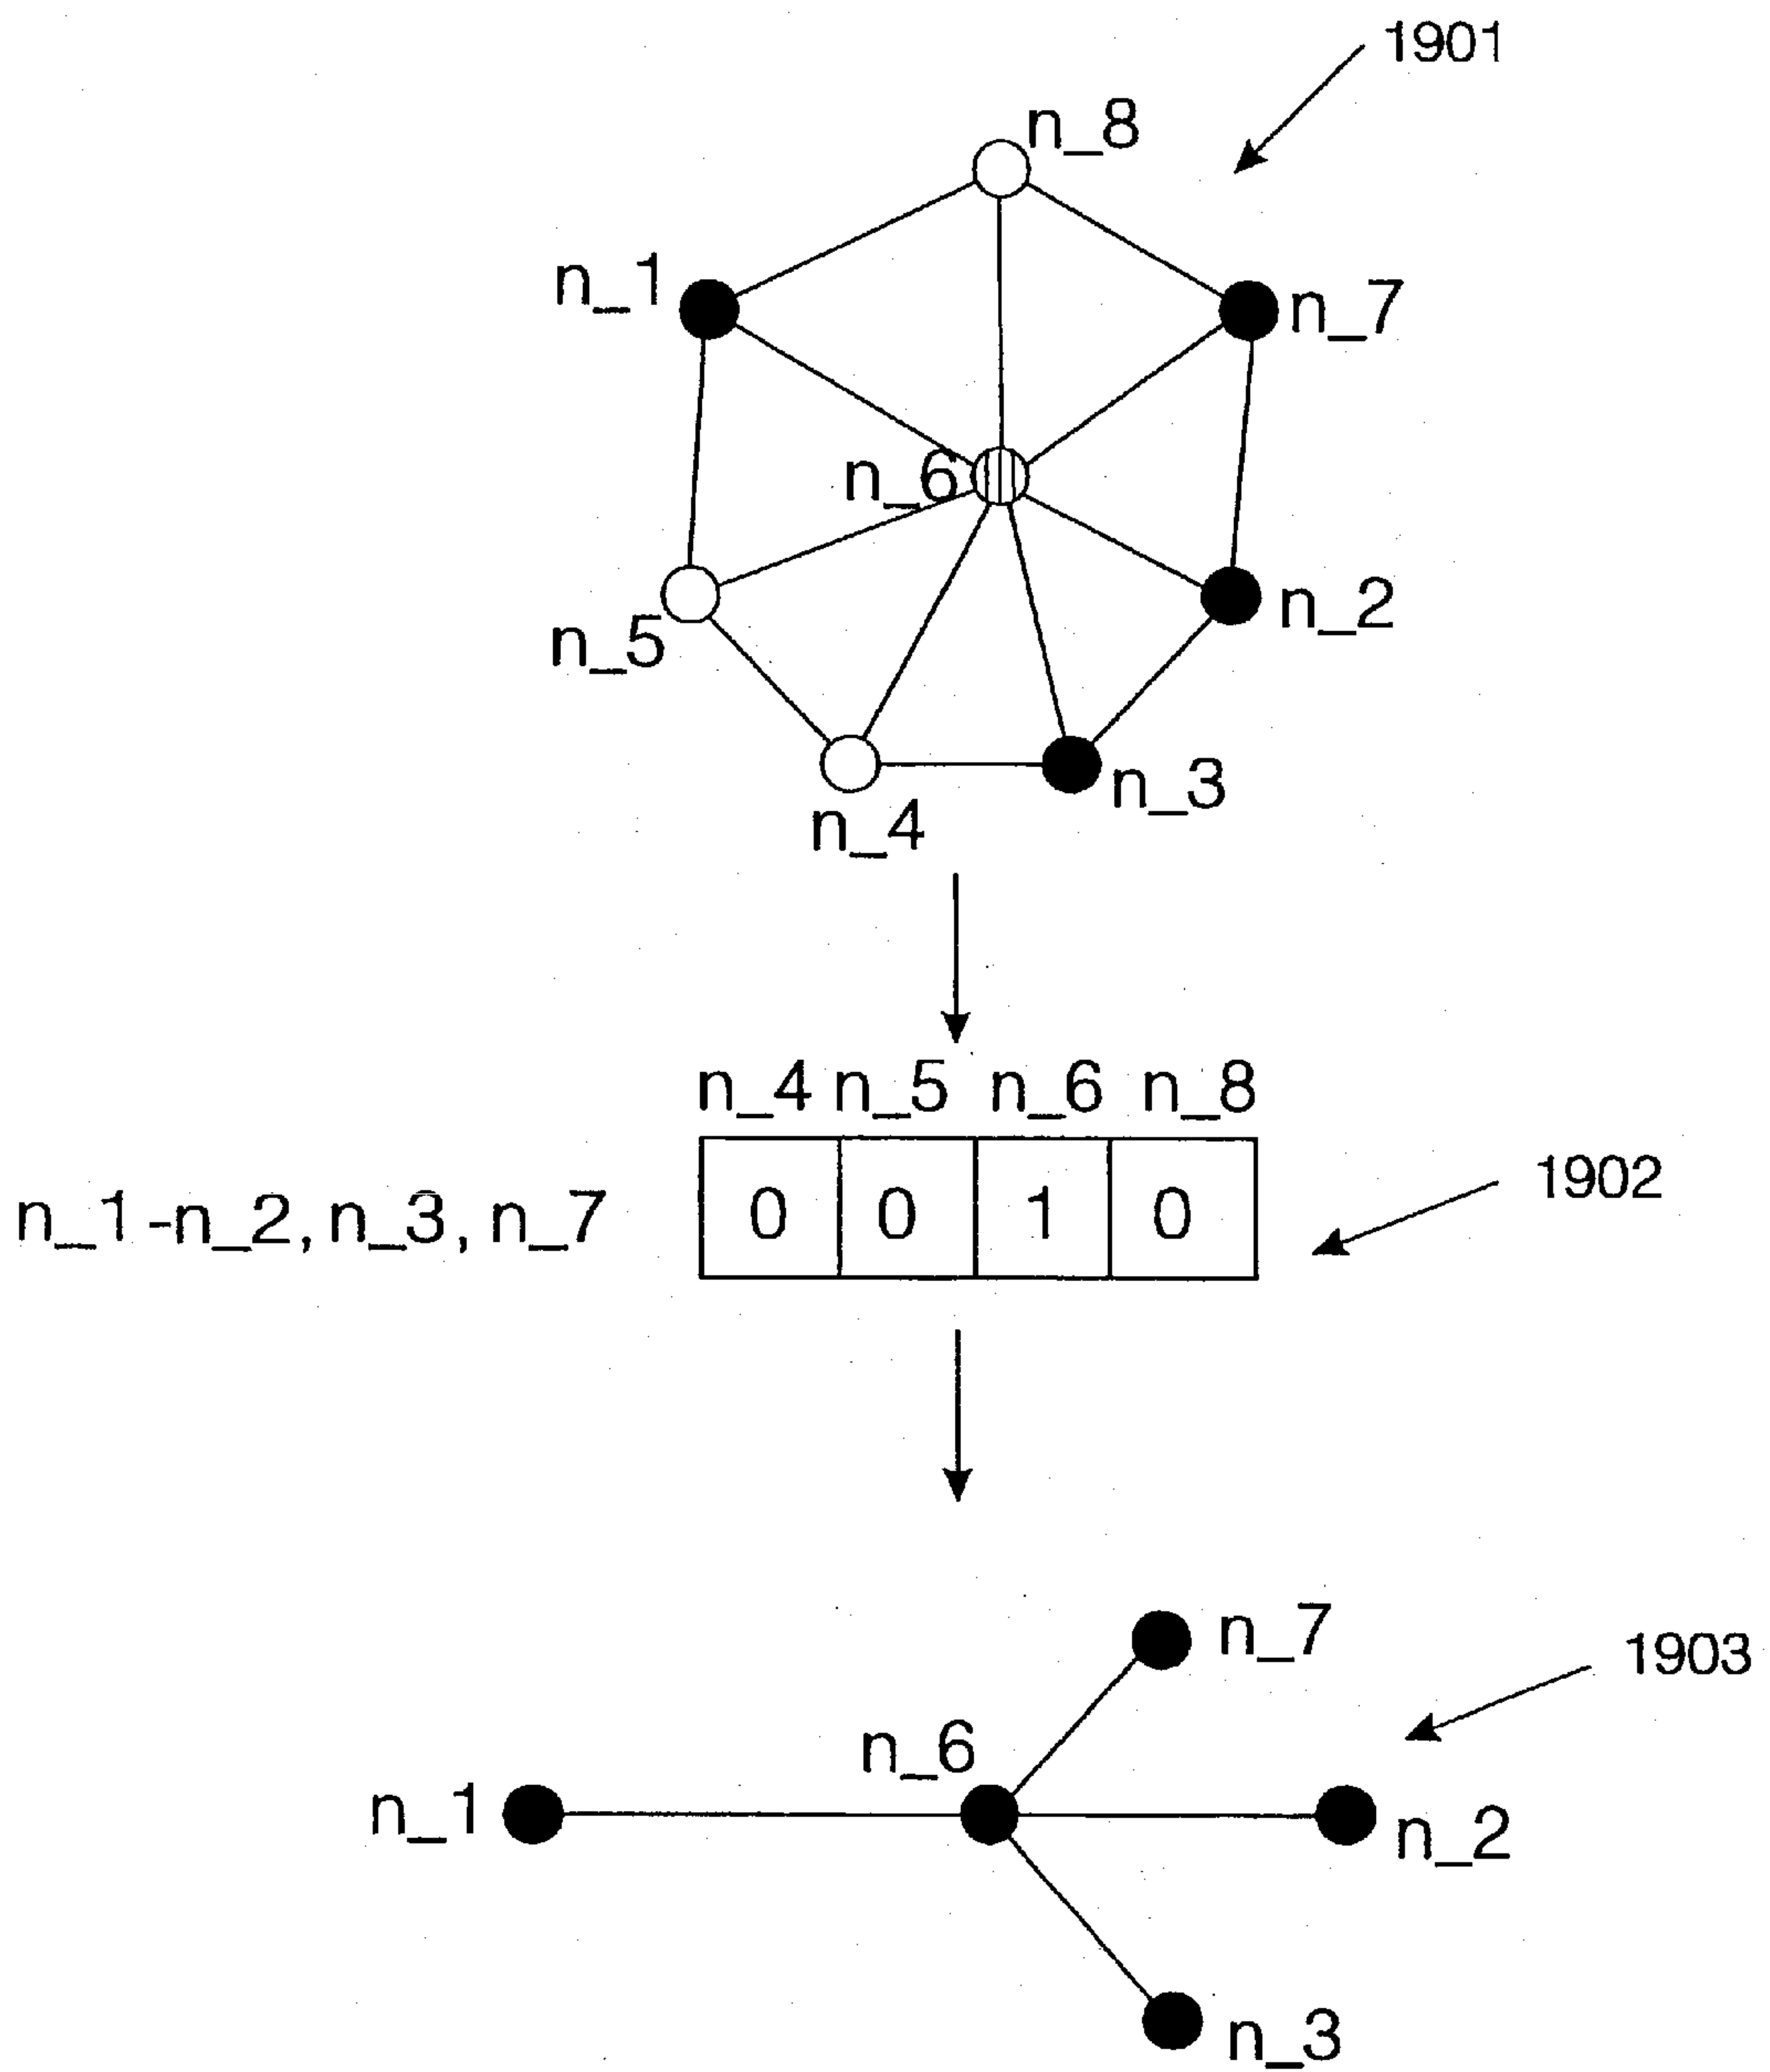 1901
n_8
n_1
n_7
n_6
n_5
n_2
n_3
n_4
n_4 n_5 n_6 n_8
n_1-n_2, n_3, n_7
0 0 1 0
1902
n_7
1903
n_6
n_1
n_2
n_3